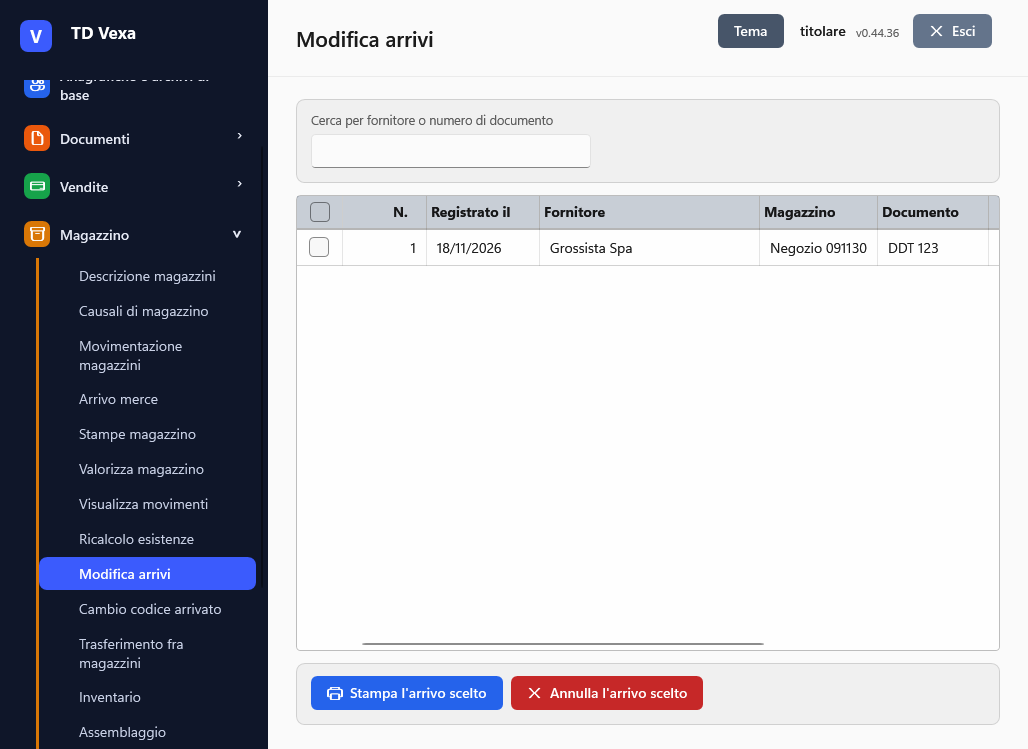 V
TD Vexa
Anagrafiche e archivi di
base
Documenti
Vendite
Magazzino
Descrizione magazzini
Causali di magazzino
Movimentazione
magazzini
Arrivo merce
Stampe magazzino
Valorizza magazzino
Visualizza movimenti
Ricalcolo esistenze
Modifica arrivi
Cambio codice arrivato
Trasferimento fra
magazzini
Inventario
Assemblaggio
Modifica arrivi
Tema
titolare v0.44.36
Esci
Cerca per fornitore o numero di documento
N. Registrato il Fornitore Magazzino Documento
1 18/11/2026 Grossista Spa Negozio 091130 DDT 123
Stampa l'arrivo scelto
Annulla l'arrivo scelto